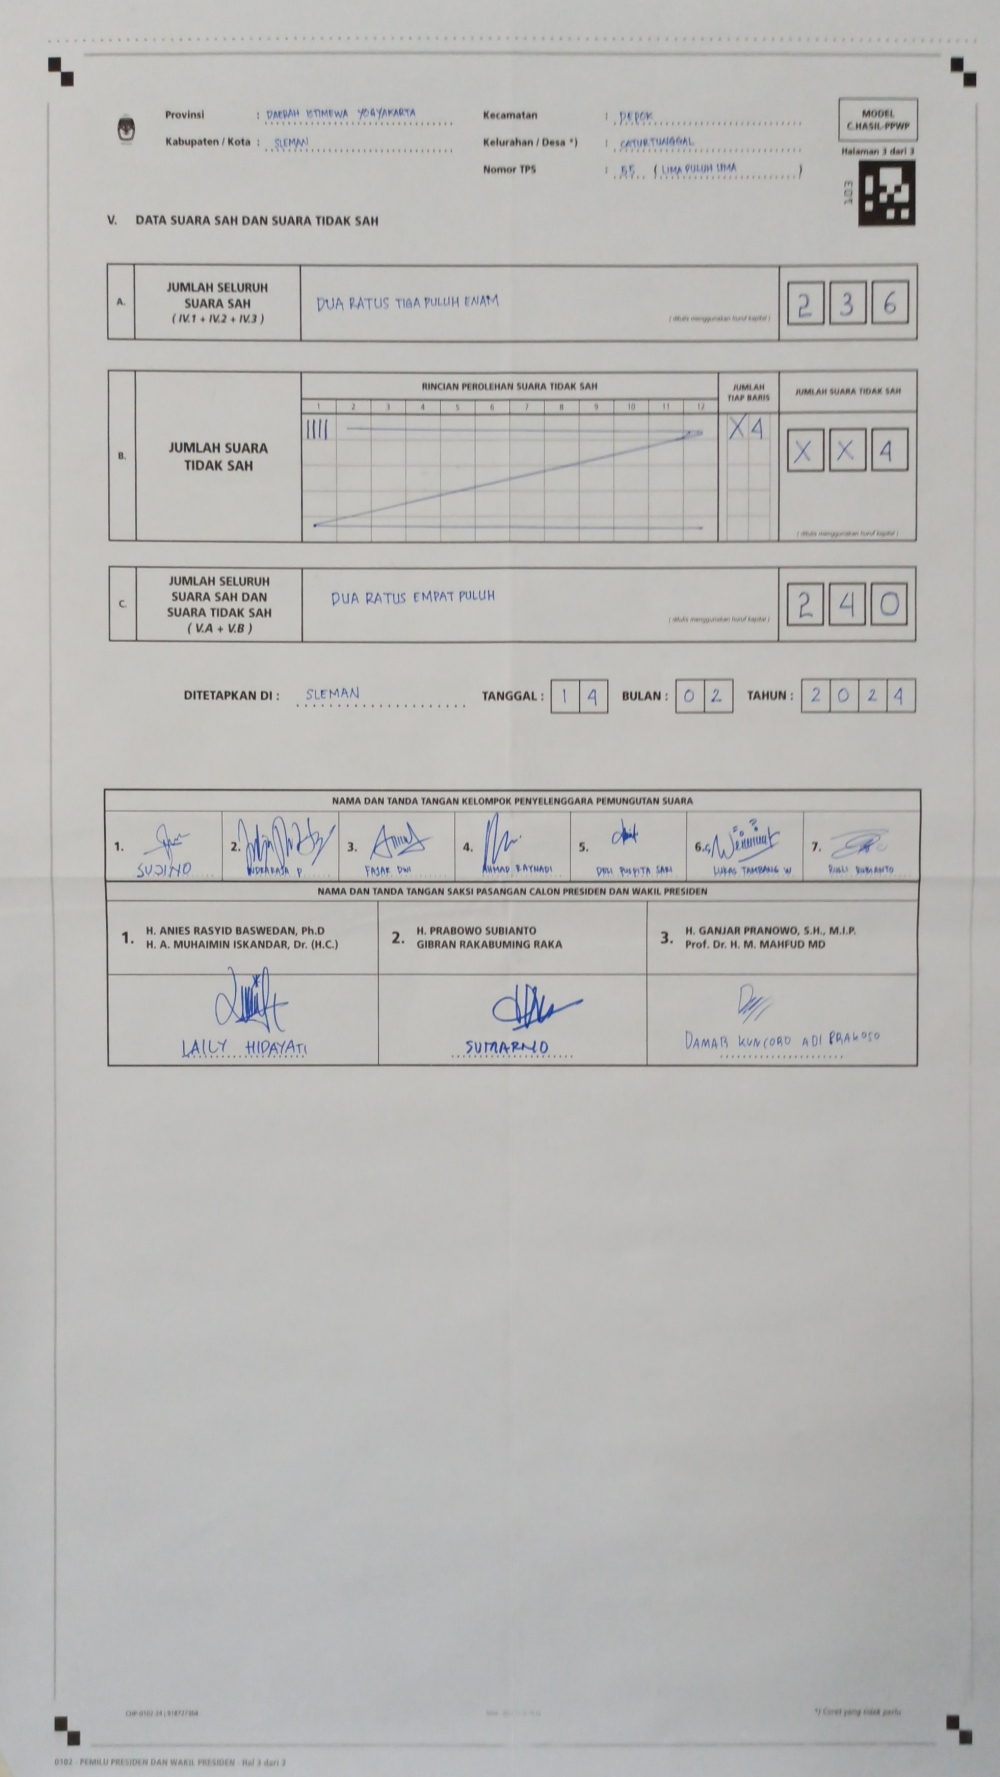 Provinsi : DAERAH ISTIMEWA YOGYAKARTA
Kabupaten / Kota : SLEMAN
Kecamatan : DEPOK
Kelurahan / Desa *) : CATURTUNGGAL
Nomor TPS : 55 ( LIMA PULUH LIMA )
MODEL
C.HASIL-PPWP
Halaman 3 dari 3
103
V. DATA SUARA SAH DAN SUARA TIDAK SAH
A. JUMLAH SELURUH
SUARA SAH
( IV.1 + IV.2 + IV.3 )
DUA RATUS TIGA PULUH ENAM
( ditulis menggunakan huruf kapital )
2 3 6
B. JUMLAH SUARA
TIDAK SAH
RINCIAN PEROLEHAN SUARA TIDAK SAH
1 2 3 4 5 6 7 8 9 10 11 12
JUMLAH
TIAP BARIS
JUMLAH SUARA TIDAK SAH
IIII
X 4
X X 4
( ditulis menggunakan huruf kapital )
C. JUMLAH SELURUH
SUARA SAH DAN
SUARA TIDAK SAH
( V.A + V.B )
DUA RATUS EMPAT PULUH
( ditulis menggunakan huruf kapital )
2 4 0
DITETAPKAN DI : SLEMAN TANGGAL : 1 4 BULAN : 0 2 TAHUN : 2 0 2 4
NAMA DAN TANDA TANGAN KELOMPOK PENYELENGGARA PEMUNGUTAN SUARA
1. 2. 3. 4. 5. 6. 7.
SUJINO INDRARAJA P. FAJAR DWI AHMAD RAYHADI PUSPITA SARI LUKAS TAMBANG W RUSLI
NAMA DAN TANDA TANGAN SAKSI PASANGAN CALON PRESIDEN DAN WAKIL PRESIDEN
1. H. ANIES RASYID BASWEDAN, Ph.D
H. A. MUHAIMIN ISKANDAR, Dr. (H.C.)
2. H. PRABOWO SUBIANTO
GIBRAN RAKABUMING RAKA
3. H. GANJAR PRANOWO, S.H., M.I.P.
Prof. Dr. H. M. MAHFUD MD
LAILY HIDAYATI
SUMARNO
DAMAR KUNCORO ADI PRAKOSO
*) Coret yang tidak perlu
0102 - PEMILU PRESIDEN DAN WAKIL PRESIDEN - Hal 3 dari 3